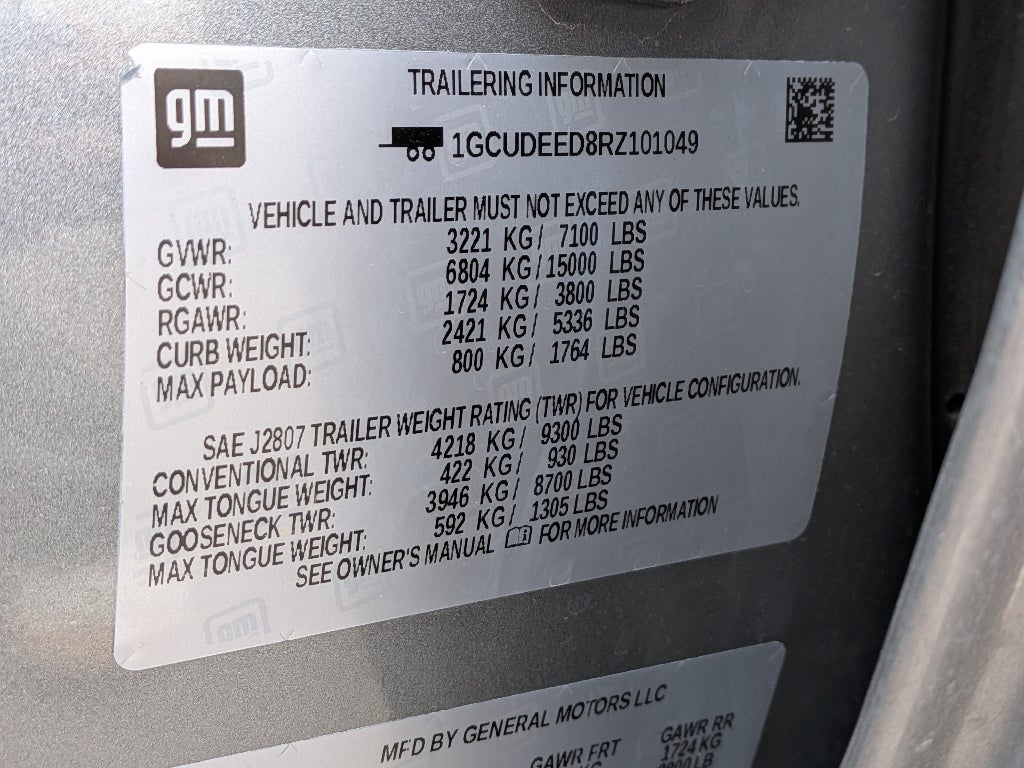 gm
TRAILERING INFORMATION
1GCUDEED8RZ101049
VEHICLE AND TRAILER MUST NOT EXCEED ANY OF THESE VALUES.
GVWR: 3221 KG/ 7100 LBS
GCWR: 6804 KG/15000 LBS
RGAWR: 1724 KG/ 3800 LBS
CURB WEIGHT: 2421 KG/ 5336 LBS
MAX PAYLOAD: 800 KG/ 1764 LBS
SAE J2807 TRAILER WEIGHT RATING (TWR) FOR VEHICLE CONFIGURATION.
CONVENTIONAL TWR: 4218 KG/ 9300 LBS
MAX TONGUE WEIGHT: 422 KG/ 930 LBS
GOOSENECK TWR: 3946 KG/ 8700 LBS
MAX TONGUE WEIGHT: 592 KG/ 1305 LBS
SEE OWNER'S MANUAL FOR MORE INFORMATION
gm
MFD BY GENERAL MOTORS LLC
GAWR FRT GAWR RR
KG 1724 KG